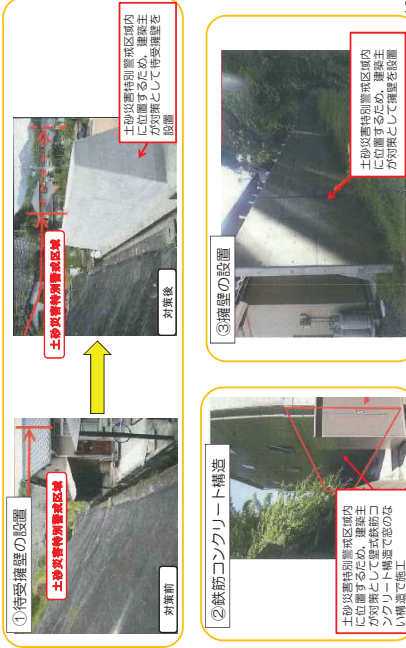 ①待受擁壁の設置
土砂災害特別警戒区域
対策前
土砂災害特別警戒区域
対策後
土砂災害特別警戒区域内
に位置するため、建築主
が対策として待受擁壁を
設置
②鉄筋コンクリート構造
土砂災害特別警戒区域内
に位置するため、建築主
が対策として壁式鉄筋コ
ンクリート構造で窓のな
い構造で施工
③擁壁の設置
土砂災害特別警戒区域内
に位置するため、建築主
が対策として擁壁を設置